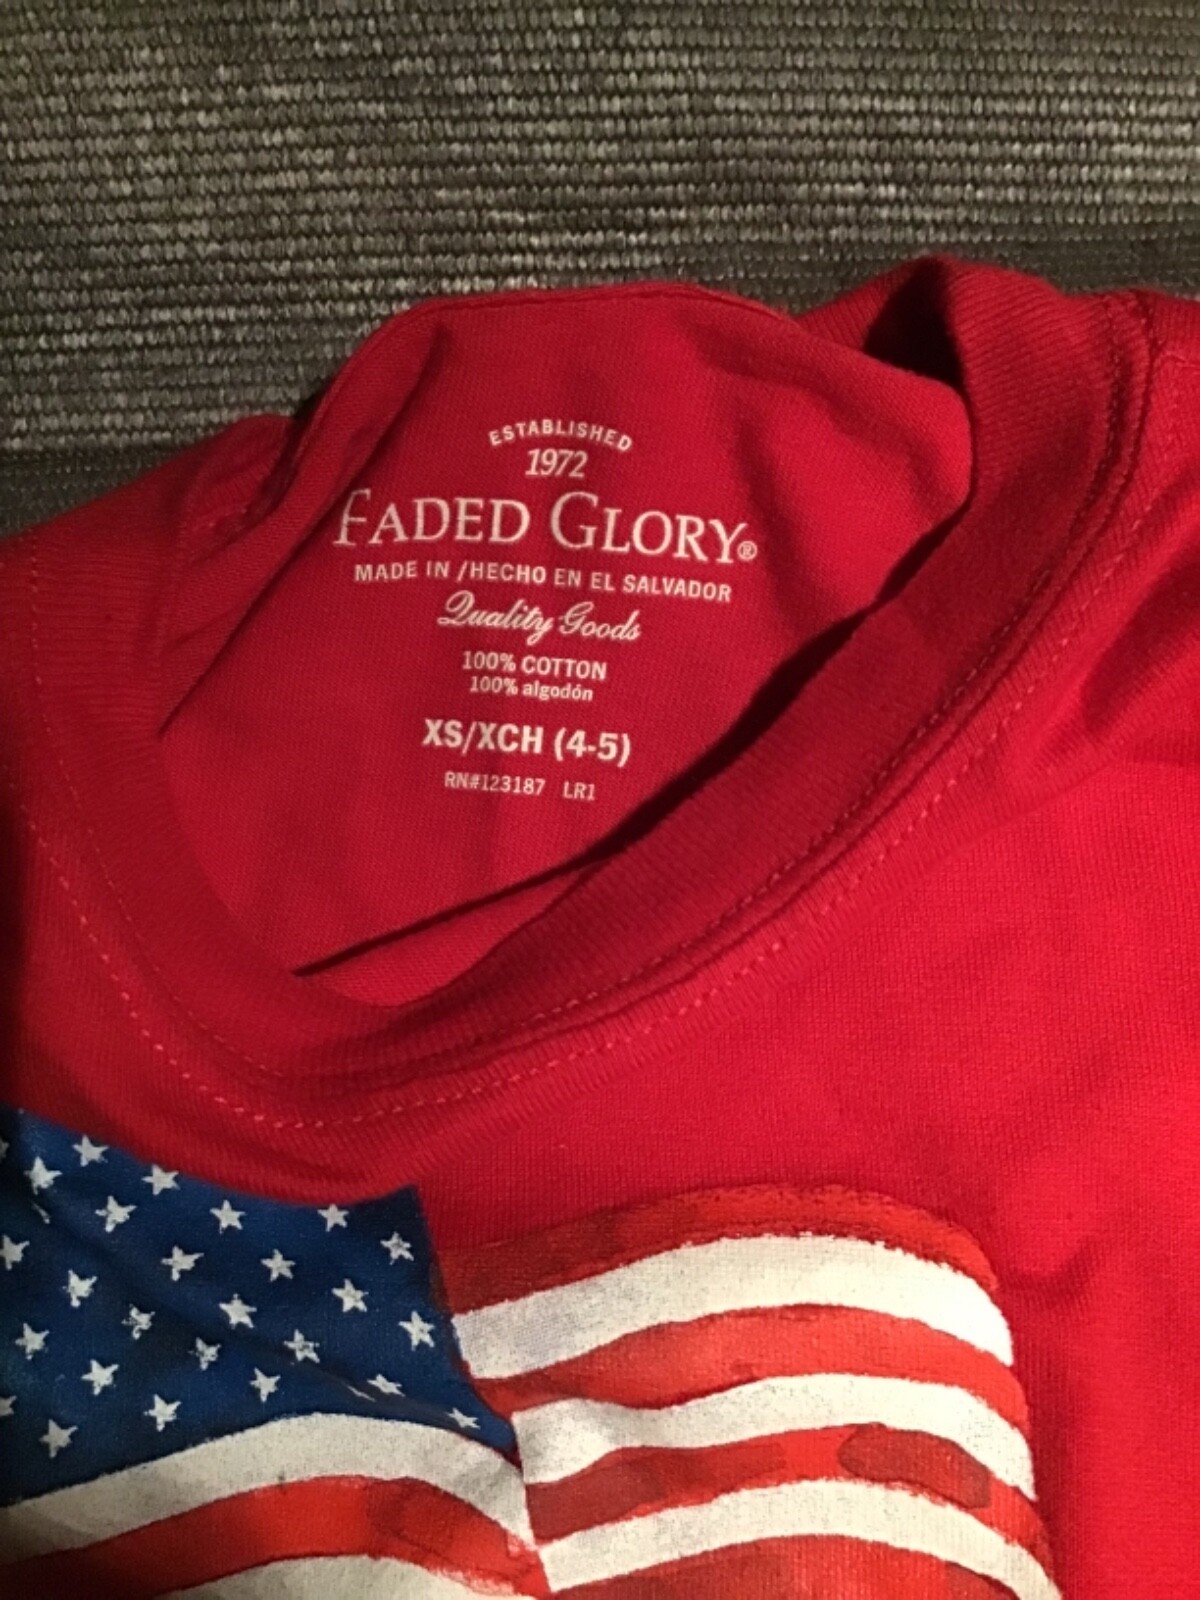 ESTABLISHED
1972
FADED GLORY®
MADE IN /HECHO EN EL SALVADOR
Quality Goods
100% COTTON
100% algodón
XS/XCH (4-5)
RN#123187 LR1